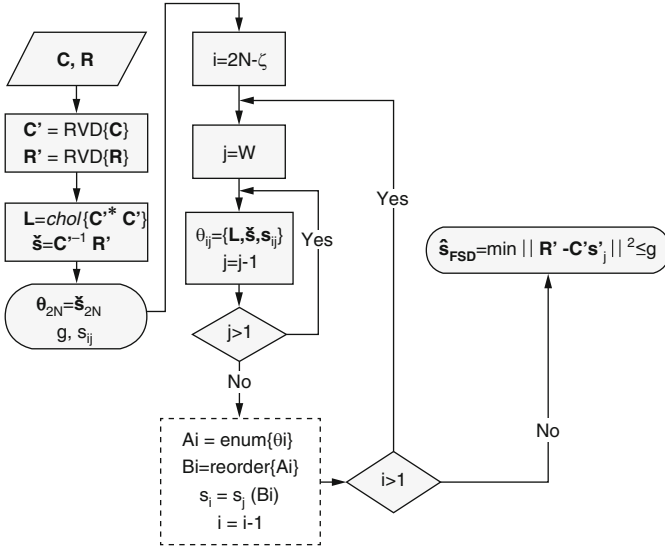 C, R
C' = RVD{C}
R' = RVD{R}
L=chol{C'* C'}
š=C'⁻¹ R'
θ₂N=š₂N
g, sᵢⱼ
i=2N-ζ
j=W
θᵢⱼ={L,š,sᵢⱼ}
j=j-1
Yes
j>1
No
Ai = enum{θi}
Bi=reorder{Ai}
sᵢ = sⱼ (Bi)
i = i-1
i>1
Yes
No
ŝFSD=min || R' -C's'ⱼ || ²≤g